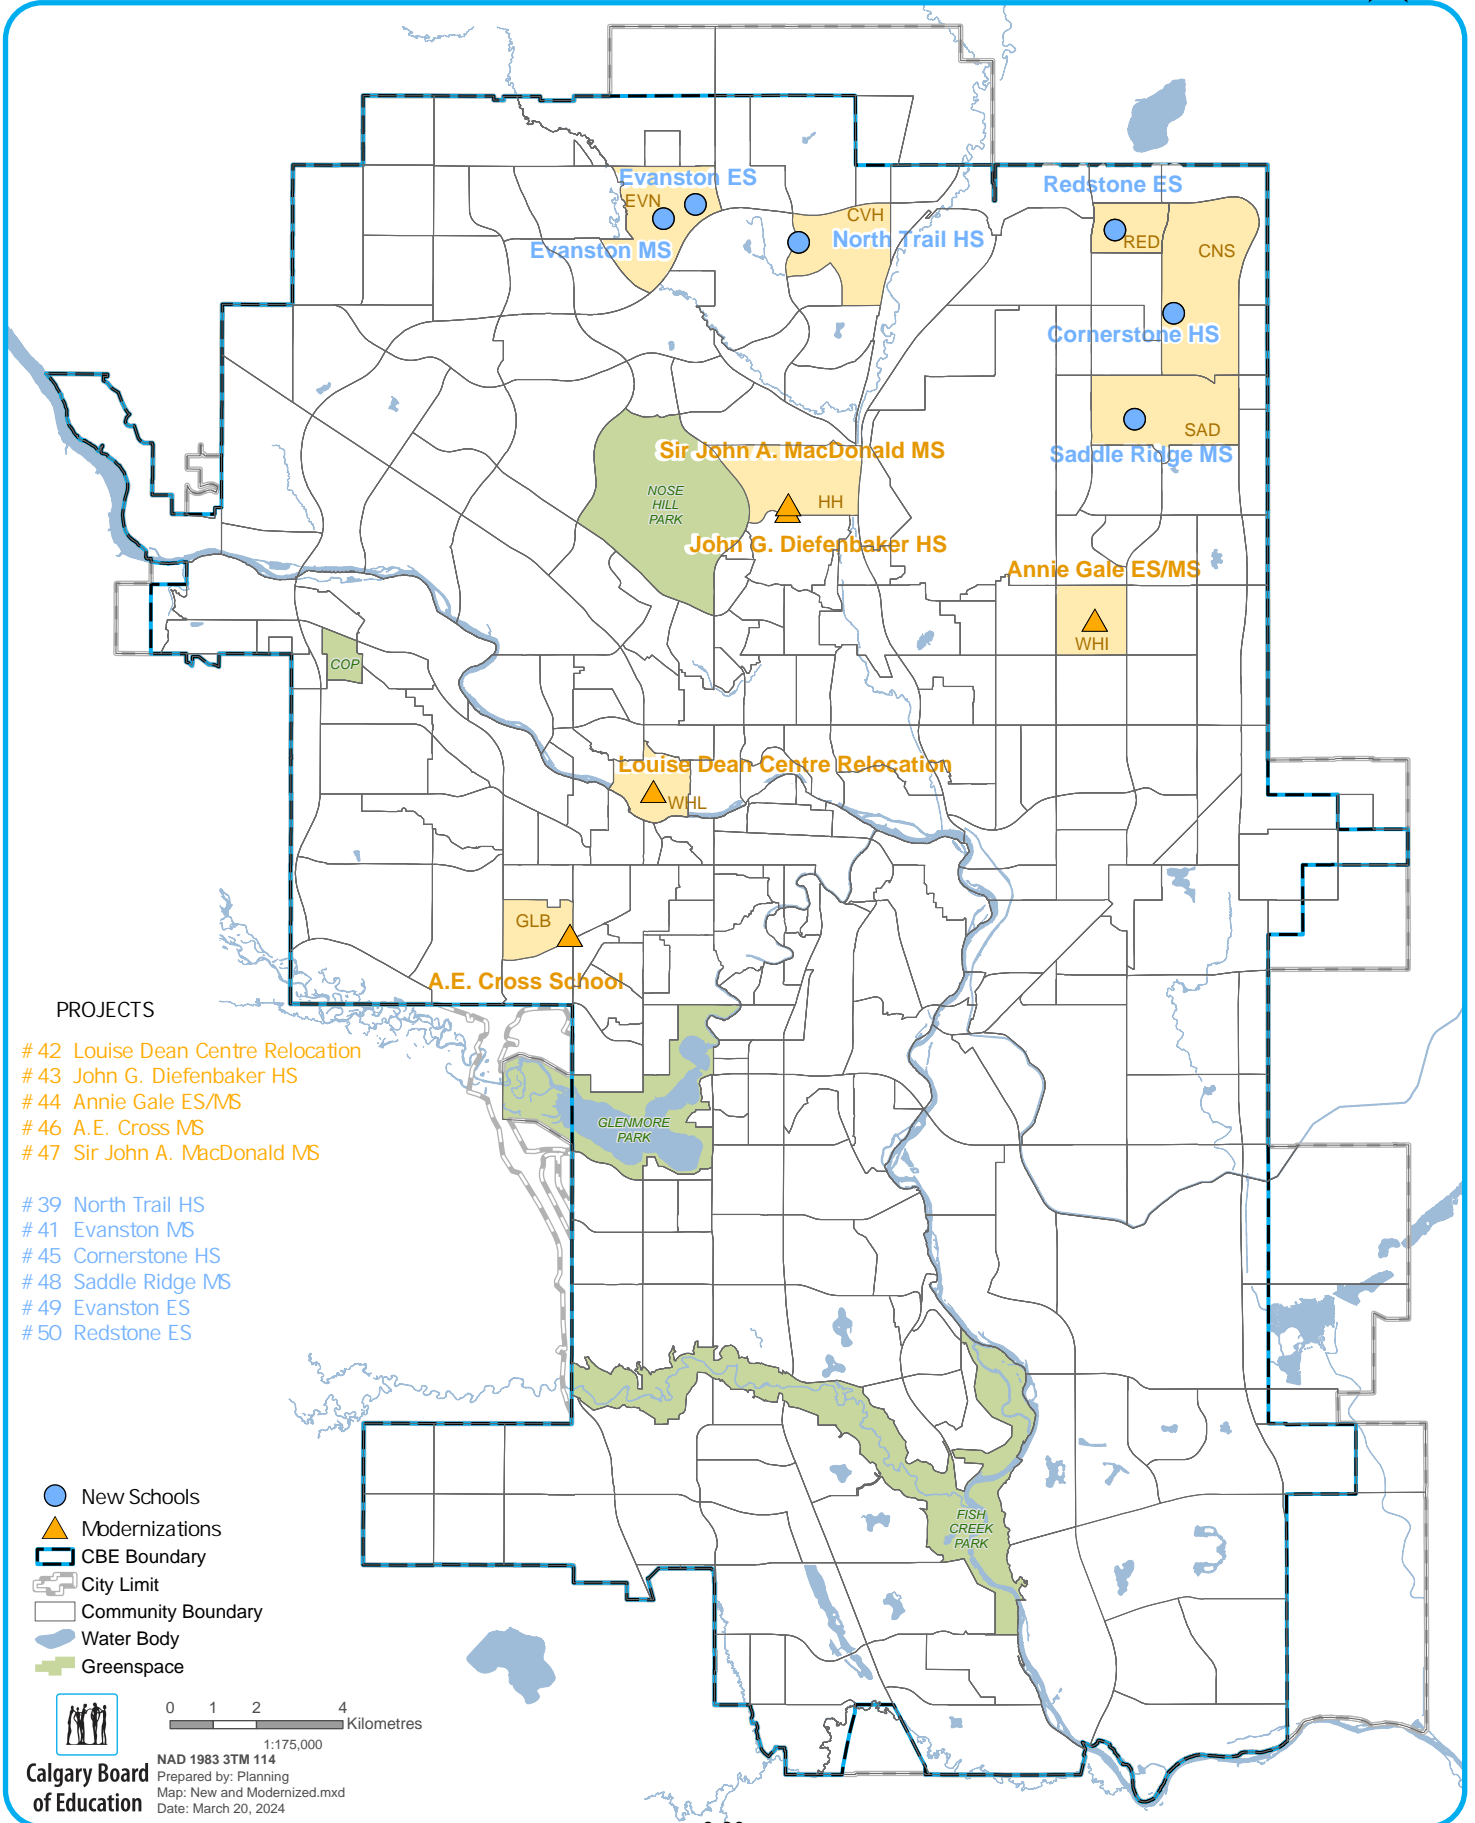 Evanston ES
EVN
Evanston MS
CVH
North Trail HS
Redstone ES
RED
CNS
Cornerstone HS
SAD
Saddle Ridge MS
Sir John A. MacDonald MS
NOSE
HILL
PARK
HH
John G. Diefenbaker HS
Annie Gale ES/MS
WHI
COP
Louise Dean Centre Relocation
WHL
GLB
A.E. Cross School
GLENMORE
PARK
FISH
CREEK
PARK
PROJECTS
# 42 Louise Dean Centre Relocation
# 43 John G. Diefenbaker HS
# 44 Annie Gale ES/MS
# 46 A.E. Cross MS
# 47 Sir John A. MacDonald MS
# 39 North Trail HS
# 41 Evanston MS
# 45 Cornerstone HS
# 48 Saddle Ridge MS
# 49 Evanston ES
# 50 Redstone ES
New Schools
Modernizations
CBE Boundary
City Limit
Community Boundary
Water Body
Greenspace
0 1 2 4
Kilometres
1:175,000
Calgary Board
of Education
NAD 1983 3TM 114
Prepared by: Planning
Map: New and Modernized.mxd
Date: March 20, 2024